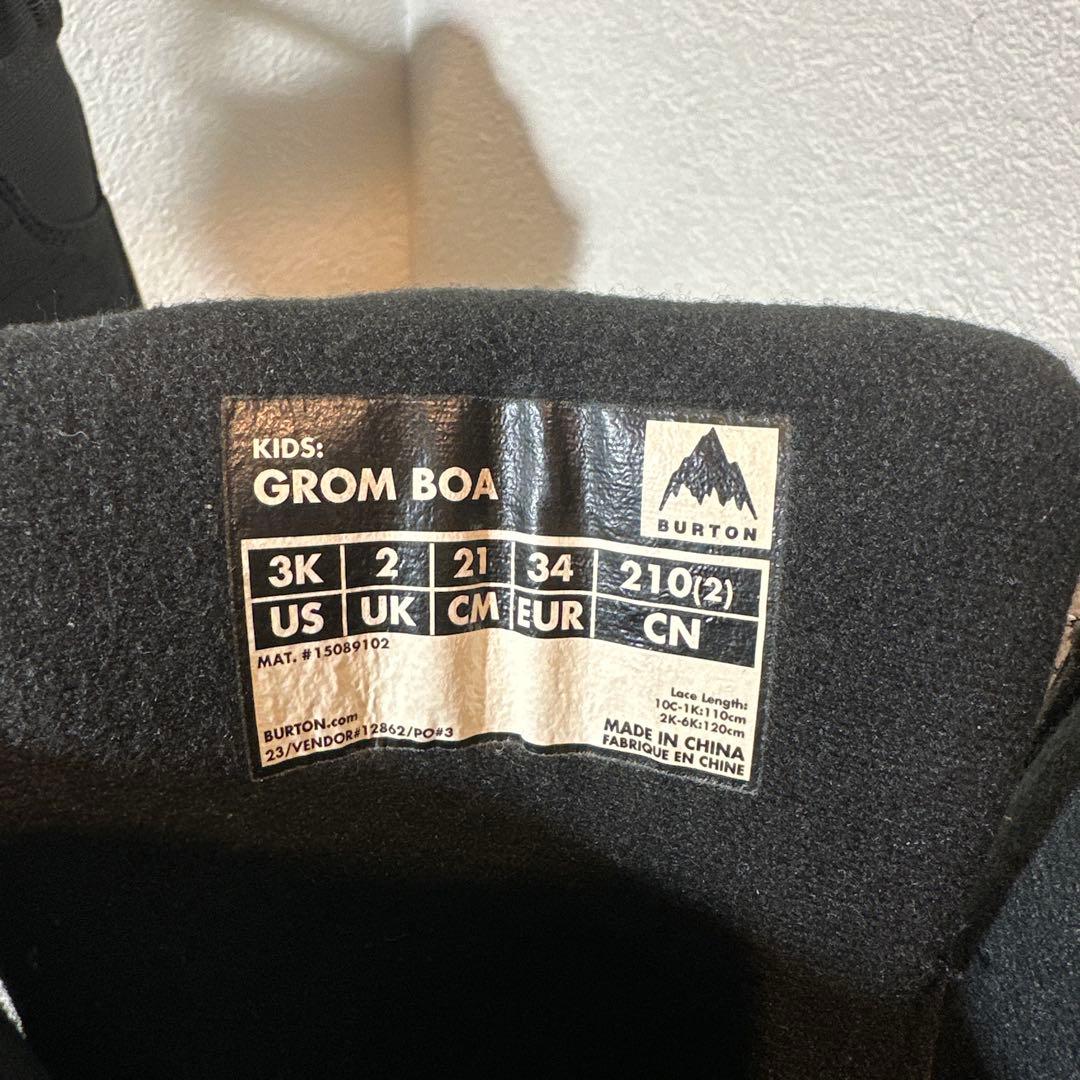 KIDS:
GROM BOA
BURTON
3K 2 21 34 210(2)
US UK CM EUR CN
MAT. #15089102
Lace Length:
10C-1K:110cm
2K-6K:120cm
BURTON.com
23/VENDOR#12862/PO#3
MADE IN CHINA
FABRIQUE EN CHINE